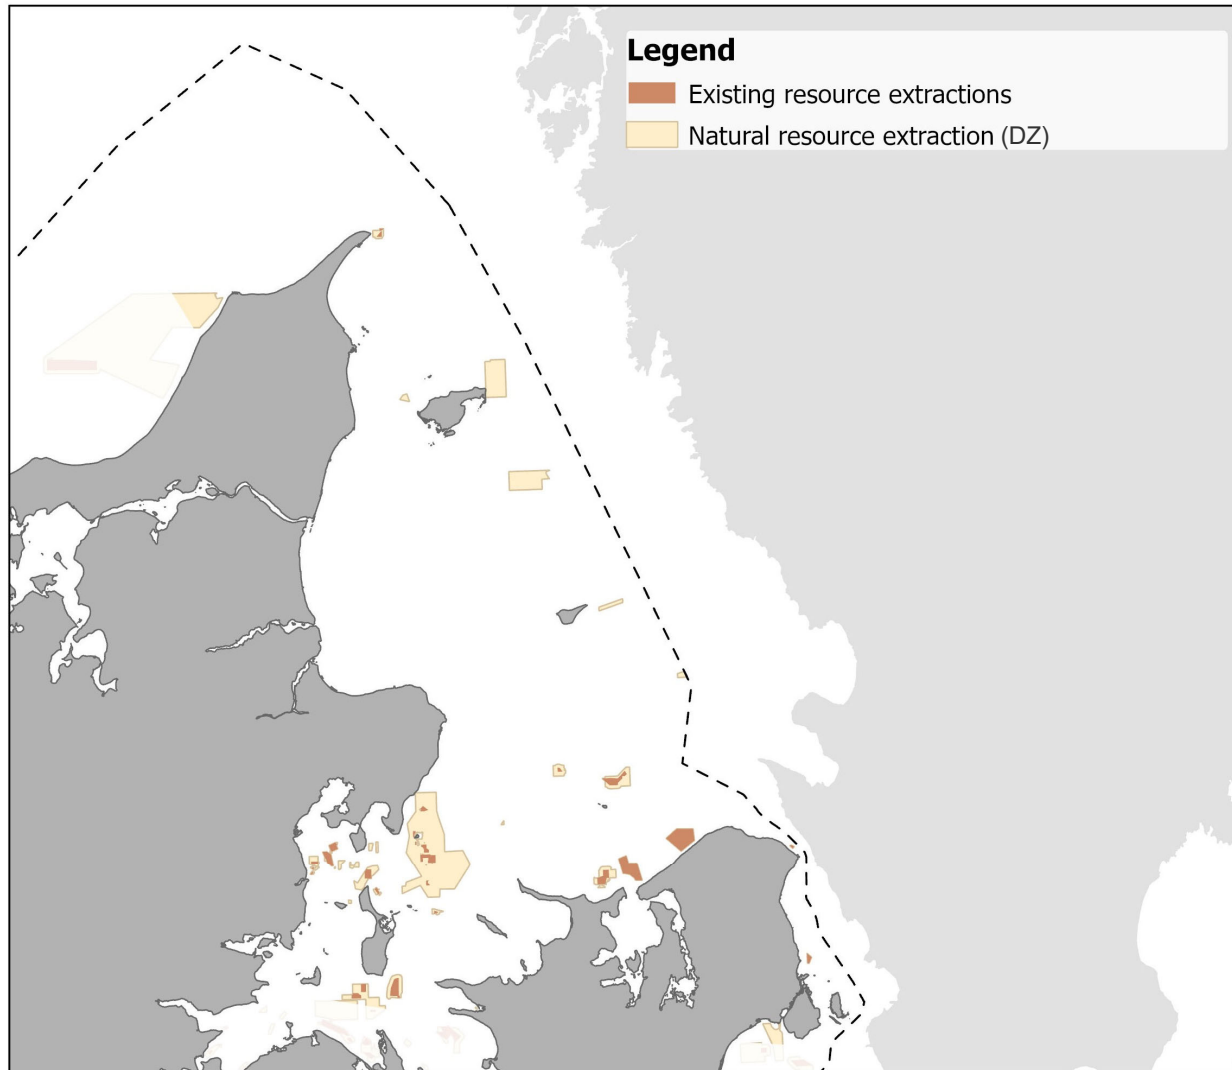 Legend
Existing resource extractions
Natural resource extraction (DZ)